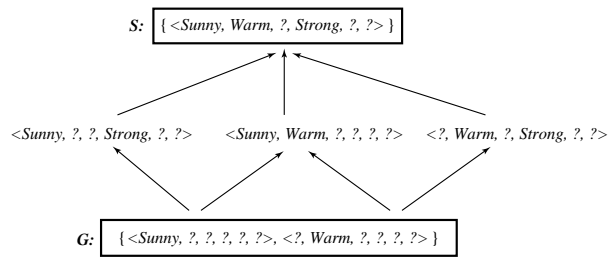 S: { <Sunny, Warm, ?, Strong, ?, ?> }
<Sunny, ?, ?, Strong, ?, ?> <Sunny, Warm, ?, ?, ?, ?> <?, Warm, ?, Strong, ?, ?>
G: { <Sunny, ?, ?, ?, ?, ?>, <?, Warm, ?, ?, ?, ?> }